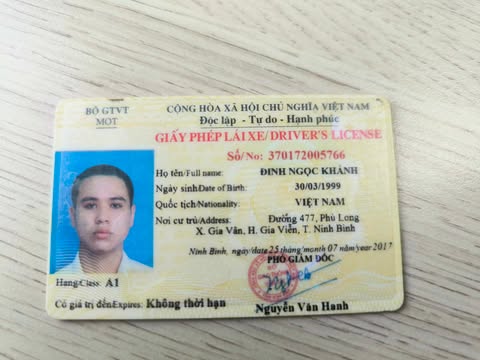 BỘ GTVT
MOT
CỘNG HÒA XÃ HỘI CHỦ NGHĨA VIỆT NAM
Độc lập - Tự do - Hạnh phúc
GIẤY PHÉP LÁI XE/DRIVER'S LICENSE
Số/No: 370172005766
Họ tên/Full name: ĐINH NGỌC KHÁNH
Ngày sinh/Date of Birth: 30/03/1999
Quốc tịch/Nationality: VIỆT NAM
Nơi cư trú/Address: Đường 477, Phù Long
X. Gia Vân, H. Gia Viễn, T. Ninh Bình
Ninh Bình, ngày/date 25 tháng/month 07 năm/year 2017
PHÓ GIÁM ĐỐC
Hạng/Class: A1
Có giá trị đến/Expires: Không thời hạn
Nguyễn Văn Hanh